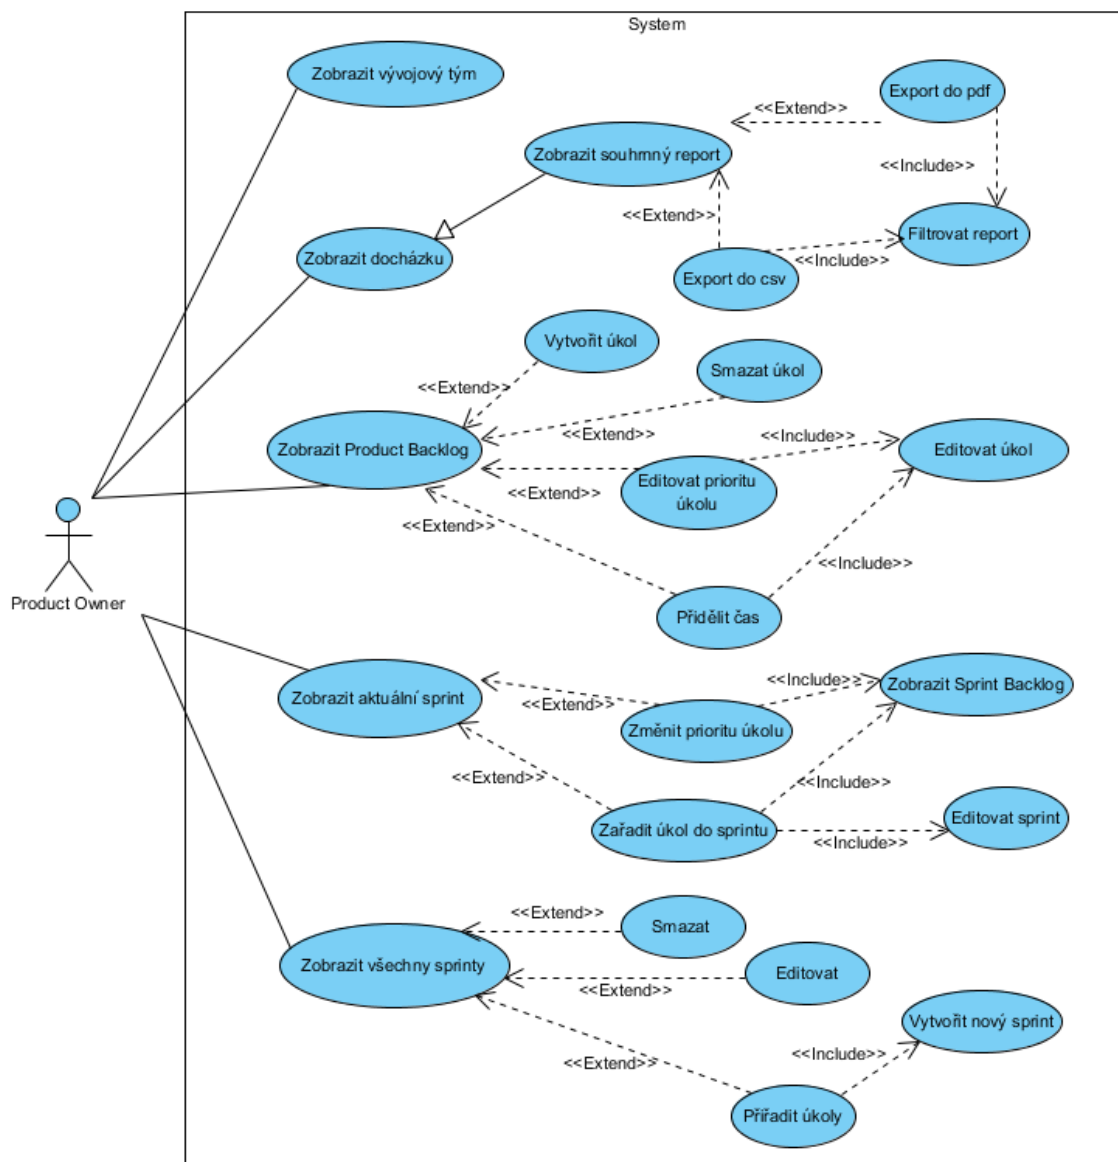 System
Zobrazit vývojový tým
Export do pdf
<<Extend>>
Zobrazit souhrnný report
<<Include>>
<<Extend>>
Filtrovat report
Zobrazit docházku
<<Include>>
Export do csv
Vytvořit úkol
Smazat úkol
<<Extend>>
<<Extend>>
<<Include>>
Zobrazit Product Backlog
Editovat úkol
Editovat prioritu
úkolu
<<Extend>>
<<Extend>>
<<Include>>
Product Owner
Přidělit čas
<<Include>>
Zobrazit Sprint Backlog
Zobrazit aktuální sprint
<<Extend>>
Změnit prioritu úkolu
<<Extend>>
<<Include>>
Editovat sprint
Zařadit úkol do sprintu
<<Include>>
<<Extend>>
Smazat
Zobrazit všechny sprinty
Editovat
<<Extend>>
Vytvořit nový sprint
<<Include>>
<<Extend>>
Přiřadit úkoly